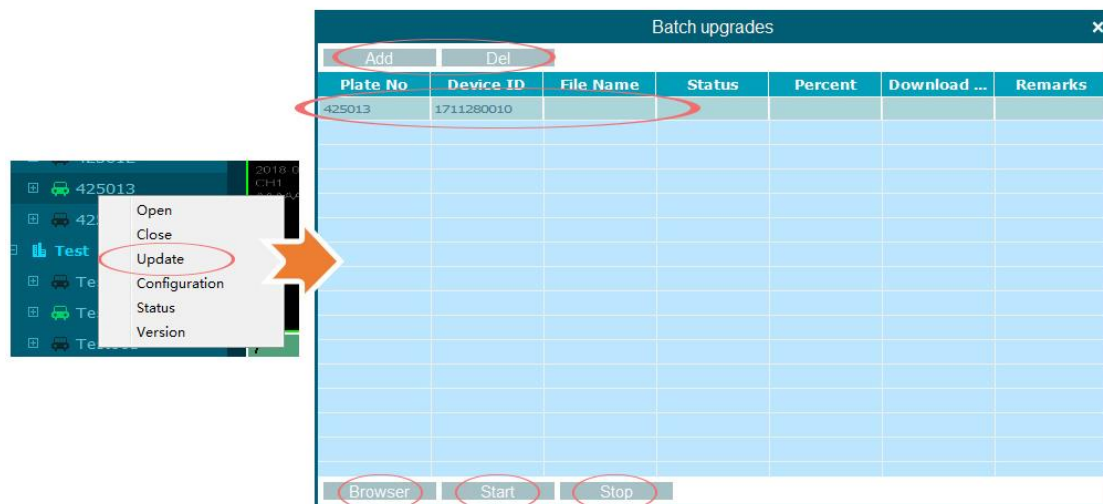 Batch upgrades
Add Del
Plate No Device ID File Name Status Percent Download ... Remarks
425013 1711280010
425013
CH1
Open
Close
Test
Update
Configuration
Status
Version
Browser Start Stop